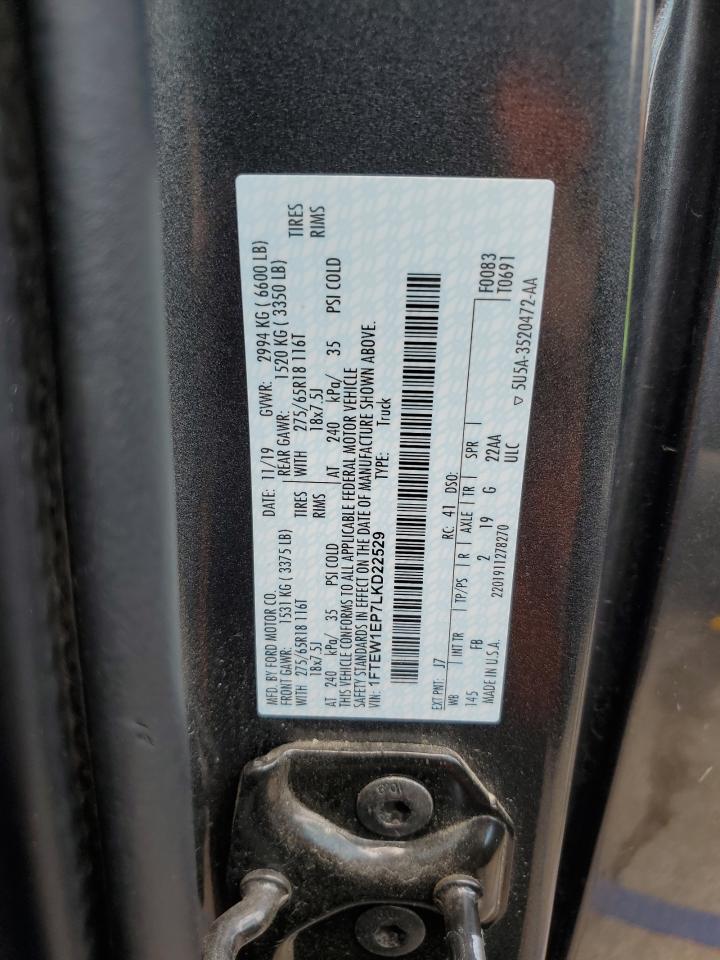 MFD. BY FORD MOTOR CO. DATE: 11/19 GVWR: 2994 KG ( 6600 LB)
FRONT GAWR: 1531 KG ( 3375 LB) REAR GAWR: 1520 KG ( 3350 LB)
WITH 275/65R18 116T TIRES WITH 275/65R18 116T TIRES
18x7.5J RIMS 18x7.5J RIMS
AT 240 kPa/ 35 PSI COLD AT 240 kPa/ 35 PSI COLD
THIS VEHICLE CONFORMS TO ALL APPLICABLE FEDERAL MOTOR VEHICLE
SAFETY STANDARDS IN EFFECT ON THE DATE OF MANUFACTURE SHOWN ABOVE.
VIN: 1FTEW1EP7LKD22529 TYPE: Truck
EXT PNT: J7 RC: 41 DSO: F0083
WB INT TR TP/PS R AXLE TR SPR T0691
145 FB 2 19 G 22AA
MADE IN U.S.A. 2201911278270 ULC ▽ 5U5A-3520472-AA
10.9